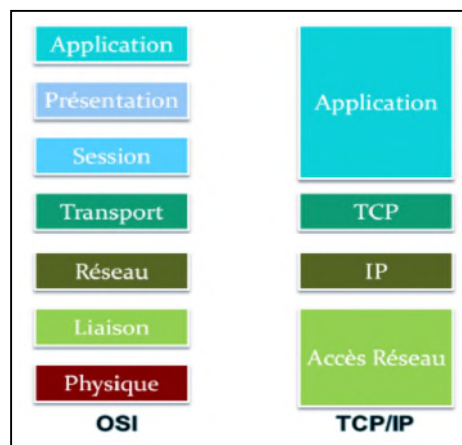 Application
Présentation
Session
Transport
Réseau
Liaison
Physique
OSI
Application
TCP
IP
Accès Réseau
TCP/IP